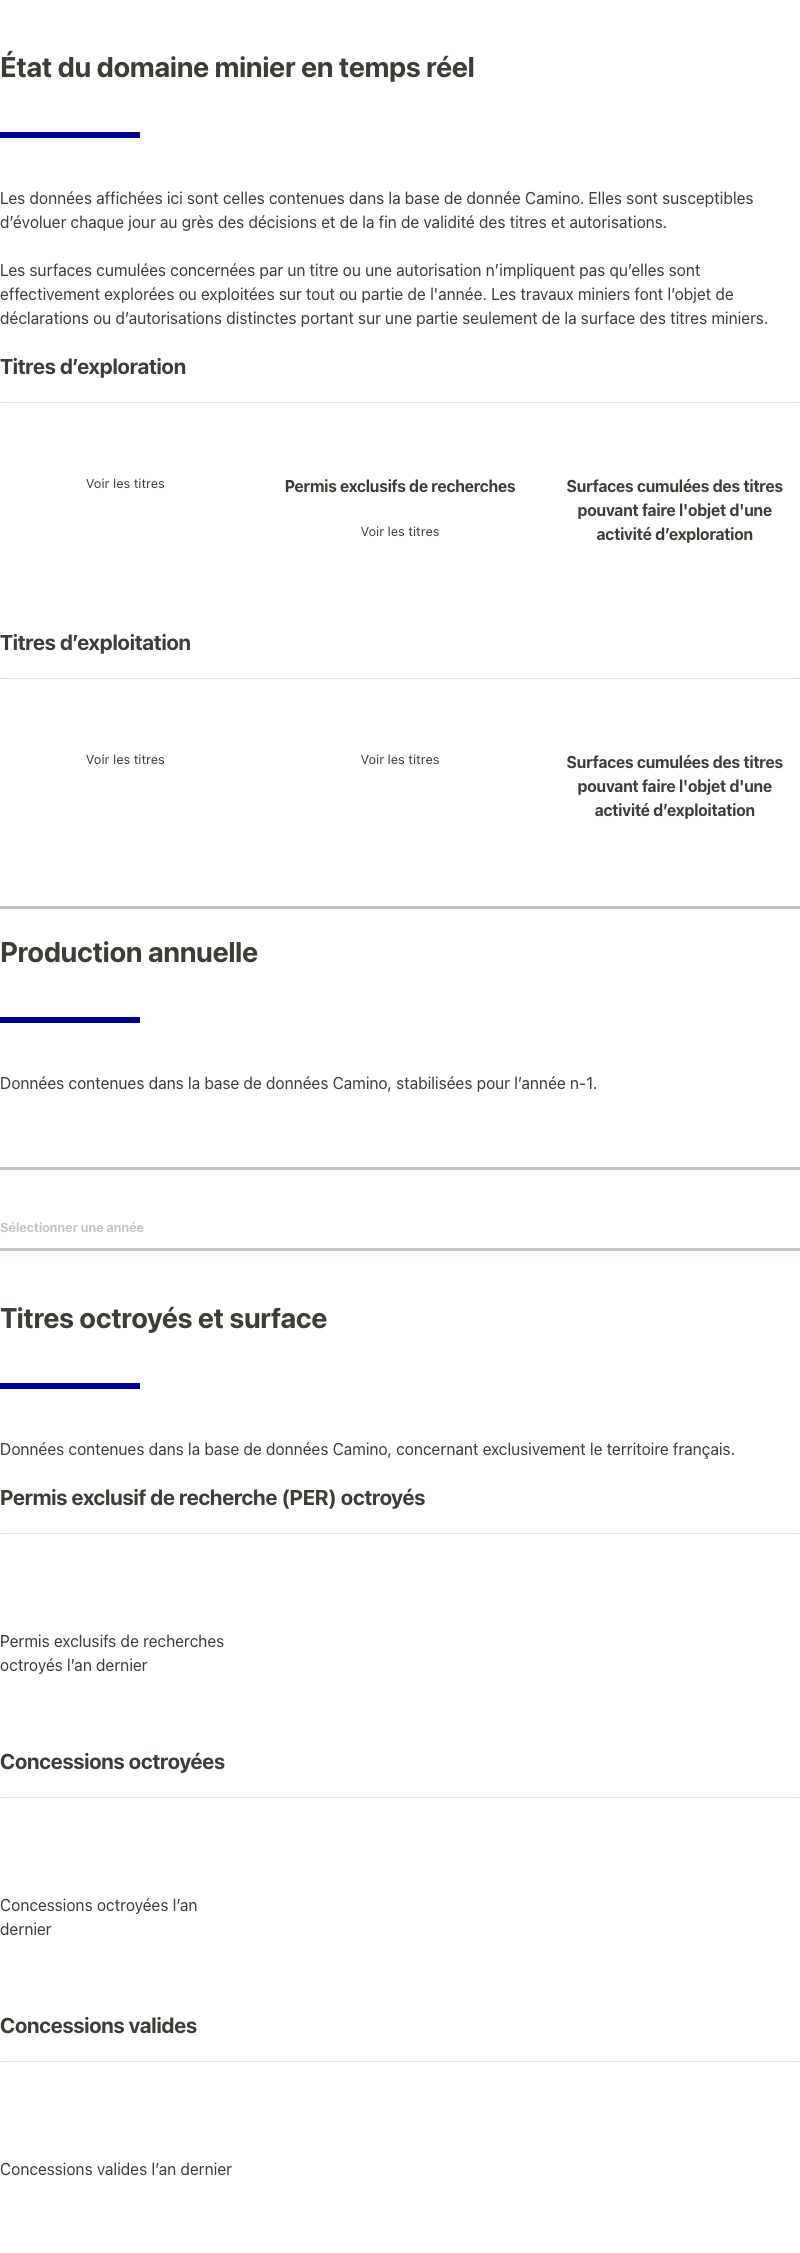 État du domaine minier en temps réel
Les données affichées ici sont celles contenues dans la base de donnée Camino. Elles sont susceptibles
d’évoluer chaque jour au grès des décisions et de la fin de validité des titres et autorisations.
Les surfaces cumulées concernées par un titre ou une autorisation n’impliquent pas qu’elles sont
effectivement explorées ou exploitées sur tout ou partie de l'année. Les travaux miniers font l’objet de
déclarations ou d’autorisations distinctes portant sur une partie seulement de la surface des titres miniers.
Titres d’exploration
Voir les titres
Permis exclusifs de recherches
Voir les titres
Surfaces cumulées des titres
pouvant faire l'objet d'une
activité d’exploration
Titres d’exploitation
Voir les titres
Voir les titres
Surfaces cumulées des titres
pouvant faire l'objet d'une
activité d’exploitation
Production annuelle
Données contenues dans la base de données Camino, stabilisées pour l’année n-1.
Sélectionner une année
Titres octroyés et surface
Données contenues dans la base de données Camino, concernant exclusivement le territoire français.
Permis exclusif de recherche (PER) octroyés
Permis exclusifs de recherches
octroyés l’an dernier
Concessions octroyées
Concessions octroyées l’an
dernier
Concessions valides
Concessions valides l’an dernier